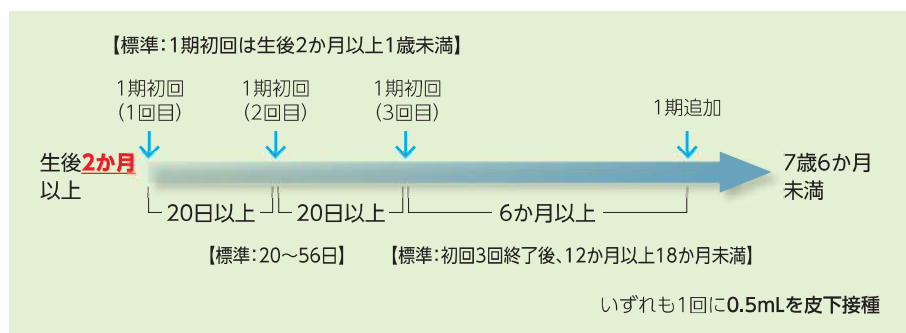 【標準：1期初回は生後2か月以上1歳未満】
1期初回
（1回目）
1期初回
（2回目）
1期初回
（3回目）
1期追加
生後2か月
以上
7歳6か月
未満
20日以上
20日以上
6か月以上
【標準：20～56日】
【標準：初回3回終了後、12か月以上18か月未満】
いずれも1回に0.5mLを皮下接種